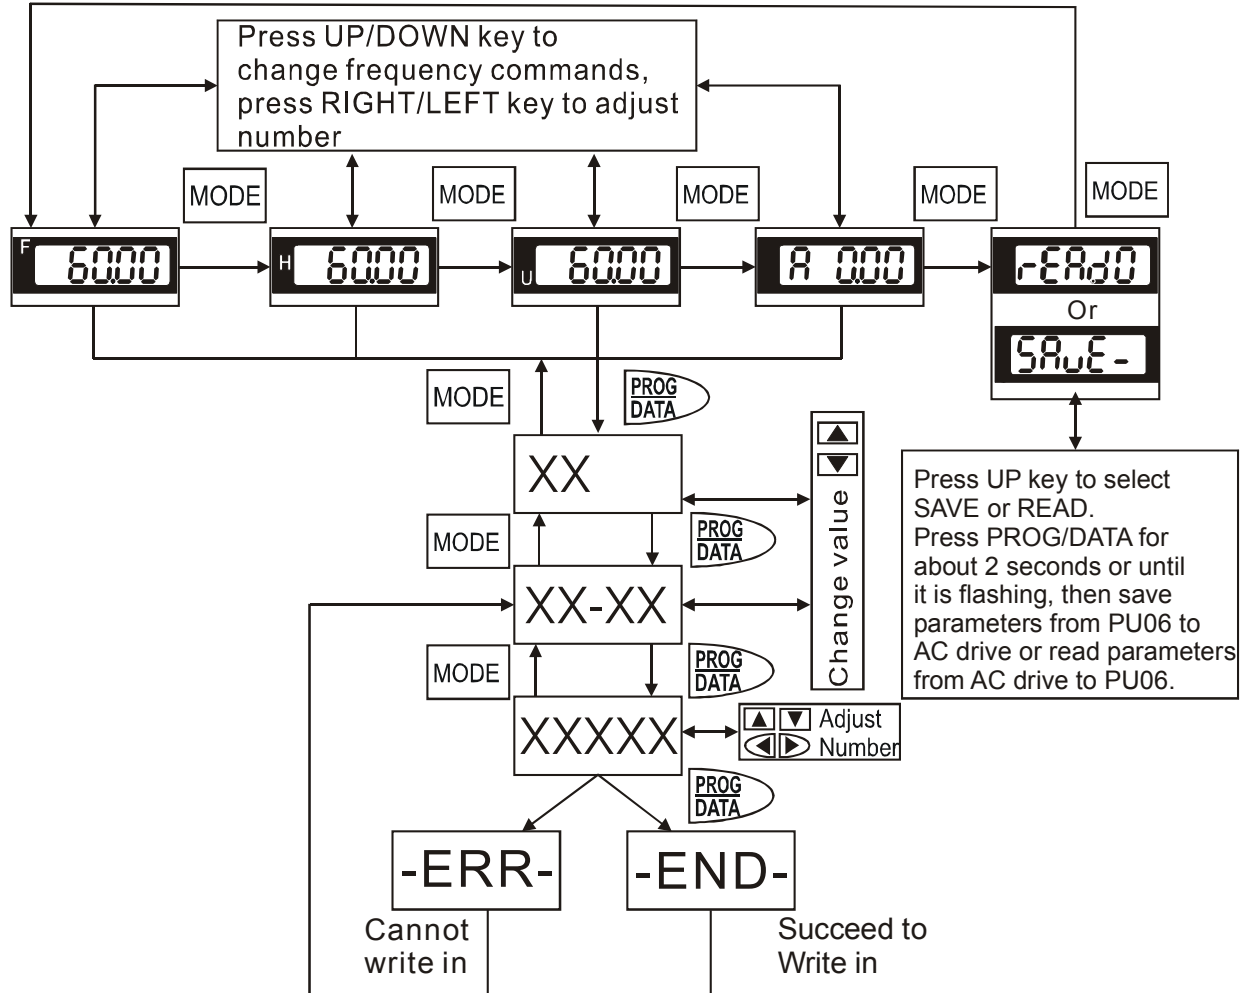 Press UP/DOWN key to
change frequency commands,
press RIGHT/LEFT key to adjust
number
MODE
MODE
MODE
MODE
MODE
F 60.00
H 60.00
U 60.00
A 0.00
rEAd0
Or
SAvE-
MODE
PROG
DATA
XX
MODE
PROG
DATA
XX-XX
MODE
PROG
DATA
XXXXX
PROG
DATA
Change value
Adjust
Number
Press UP key to select
SAVE or READ.
Press PROG/DATA for
about 2 seconds or until
it is flashing, then save
parameters from PU06 to
AC drive or read parameters
from AC drive to PU06.
-ERR-
-END-
Cannot
write in
Succeed to
Write in